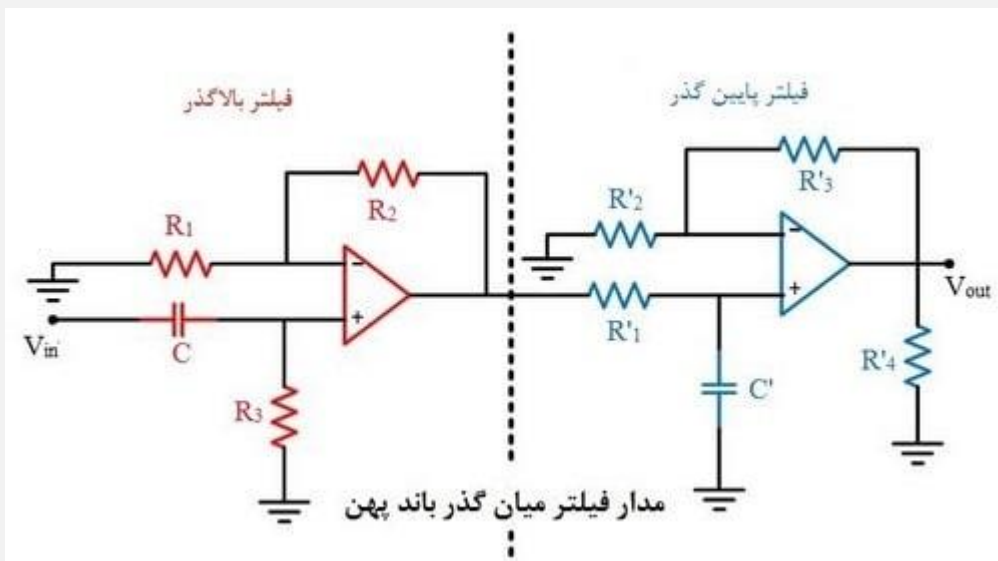 فیلتر بالاگذر
فیلتر پایین گذر
R'3
R2
R'2
R1
Vout
Vin
C
R'1
R'4
C'
R3
مدار فیلتر میان گذر باند پهن